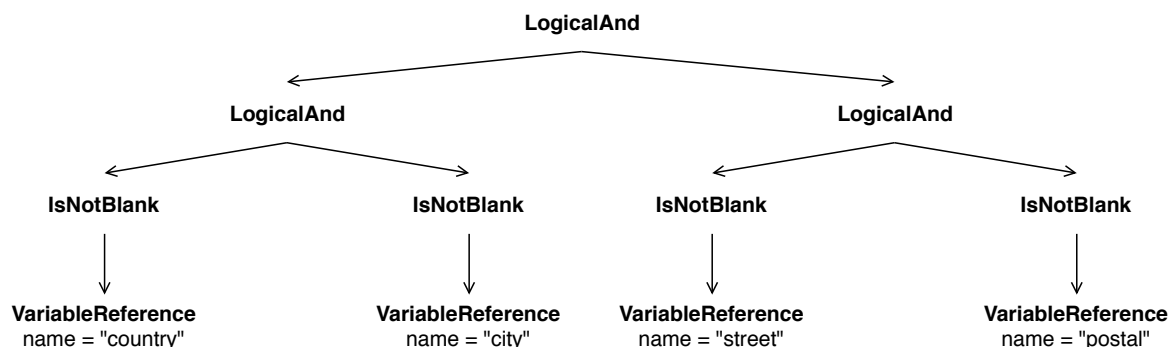 LogicalAnd
LogicalAnd
LogicalAnd
IsNotBlank
IsNotBlank
IsNotBlank
IsNotBlank
VariableReference
name = "country"
VariableReference
name = "city"
VariableReference
name = "street"
VariableReference
name = "postal"